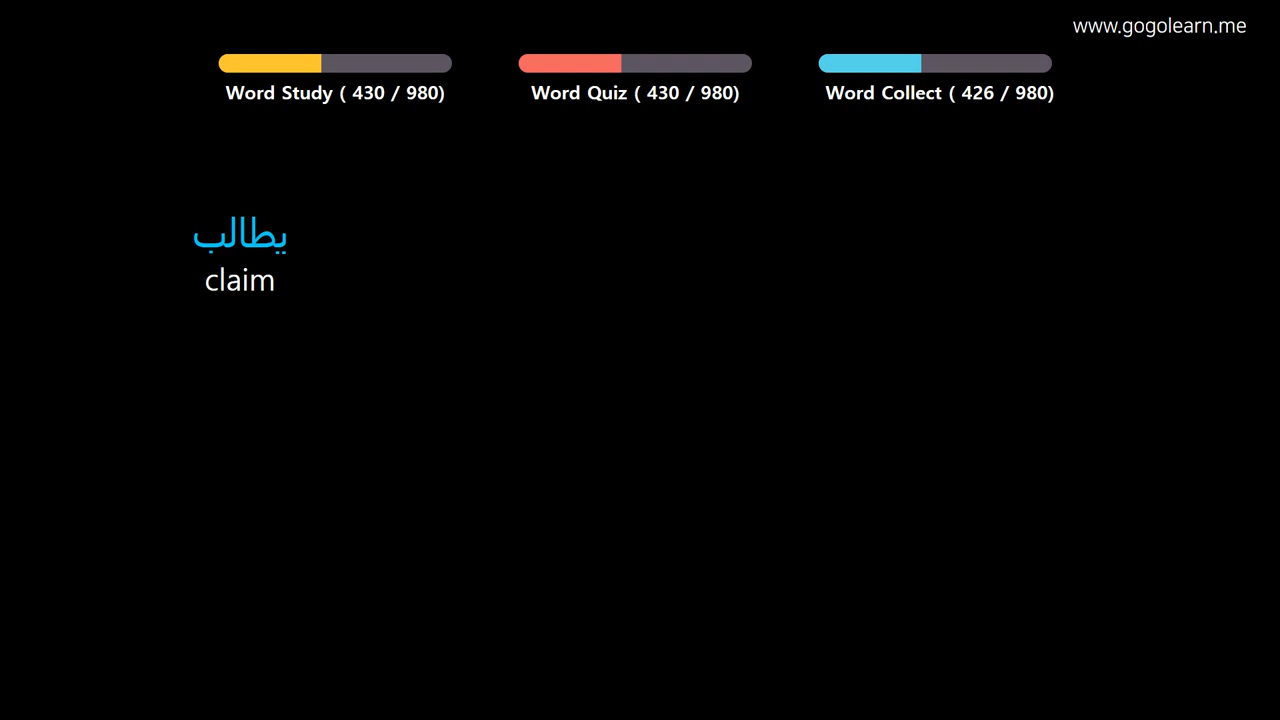 www.gogolearn.me
Word Study ( 430 / 980)
Word Quiz ( 430 / 980)
Word Collect ( 426 / 980)
يطالب
claim